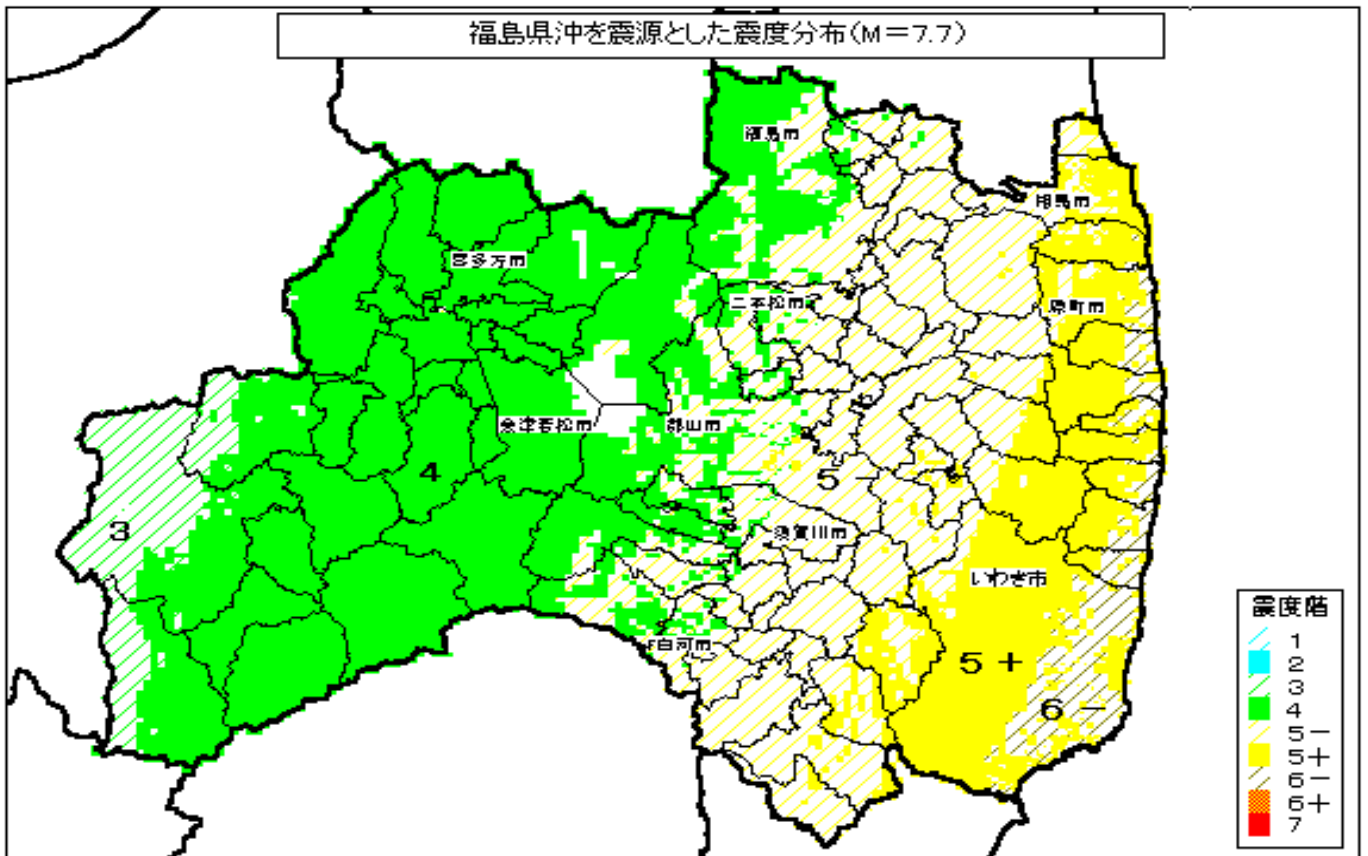 福島県沖を震源とした震度分布(M=7.7)
福島市
相馬市
喜多方市
二本松市
原町市
会津若松市
郡山市
4
5-
3
須賀川市
いわき市
白河市
5+
6-
震度階
1
2
3
4
5-
5+
6-
6+
7